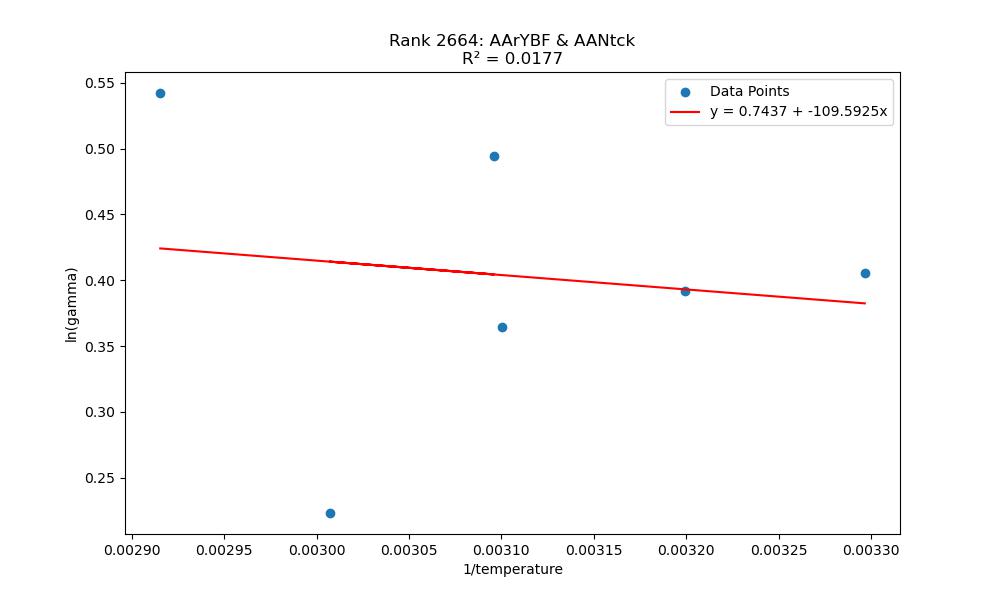 Rank 2664: AArYBF & AANtck
R² = 0.0177
Data Points
y = 0.7437 + -109.5925x
0.55
0.50
0.45
0.40
0.35
0.30
0.25
ln(gamma)
0.00290 0.00295 0.00300 0.00305 0.00310 0.00315 0.00320 0.00325 0.00330
1/temperature